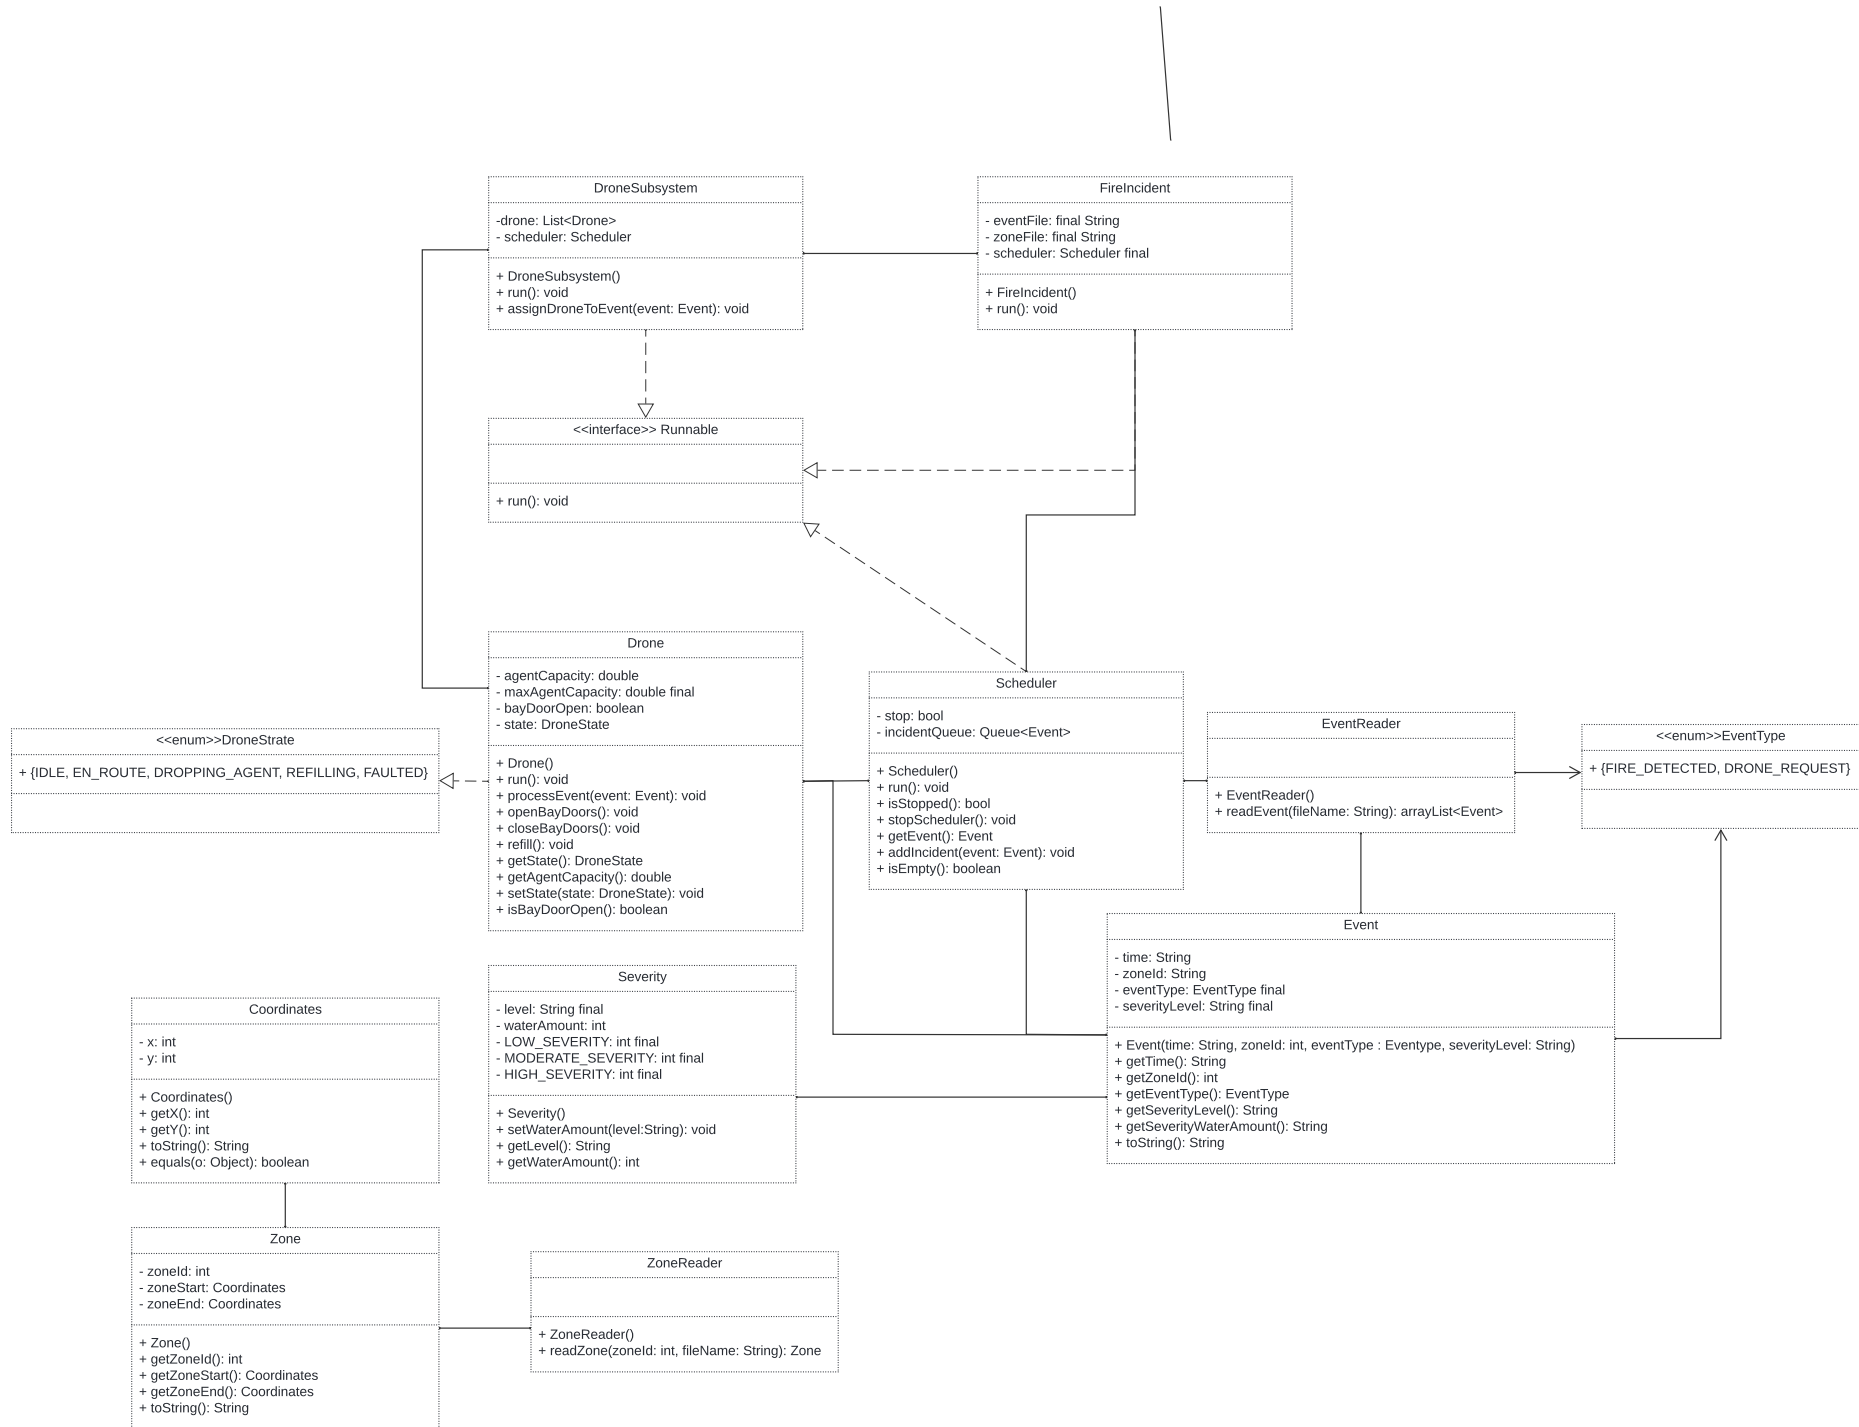 DroneSubsystem
-drone: List<Drone>
- scheduler: Scheduler
+ DroneSubsystem()
+ run(): void
+ assignDroneToEvent(event: Event): void
FireIncident
- eventFile: final String
- zoneFile: final String
- scheduler: Scheduler final
+ FireIncident()
+ run(): void
<<interface>> Runnable
+ run(): void
Drone
- agentCapacity: double
- maxAgentCapacity: double final
- bayDoorOpen: boolean
- state: DroneState
+ Drone()
+ run(): void
+ processEvent(event: Event): void
+ openBayDoors(): void
+ closeBayDoors(): void
+ refill(): void
+ getState(): DroneState
+ getAgentCapacity(): double
+ setState(state: DroneState): void
+ isBayDoorOpen(): boolean
Scheduler
- stop: bool
- incidentQueue: Queue<Event>
+ Scheduler()
+ run(): void
+ isStopped(): bool
+ stopScheduler(): void
+ getEvent(): Event
+ addIncident(event: Event): void
+ isEmpty(): boolean
EventReader
+ EventReader()
+ readEvent(fileName: String): arrayList<Event>
<<enum>>EventType
+ {FIRE_DETECTED, DRONE_REQUEST}
<<enum>>DroneStrate
+ {IDLE, EN_ROUTE, DROPPING_AGENT, REFILLING, FAULTED}
Event
- time: String
- zoneId: String
- eventType: EventType final
- severityLevel: String final
+ Event(time: String, zoneId: int, eventType : Eventype, severityLevel: String)
+ getTime(): String
+ getZoneId(): int
+ getEventType(): EventType
+ getSeverityLevel(): String
+ getSeverityWaterAmount(): String
+ toString(): String
Severity
- level: String final
- waterAmount: int
- LOW_SEVERITY: int final
- MODERATE_SEVERITY: int final
- HIGH_SEVERITY: int final
+ Severity()
+ setWaterAmount(level:String): void
+ getLevel(): String
+ getWaterAmount(): int
Coordinates
- x: int
- y: int
+ Coordinates()
+ getX(): int
+ getY(): int
+ toString(): String
+ equals(o: Object): boolean
Zone
- zoneId: int
- zoneStart: Coordinates
- zoneEnd: Coordinates
+ Zone()
+ getZoneId(): int
+ getZoneStart(): Coordinates
+ getZoneEnd(): Coordinates
+ toString(): String
ZoneReader
+ ZoneReader()
+ readZone(zoneId: int, fileName: String): Zone